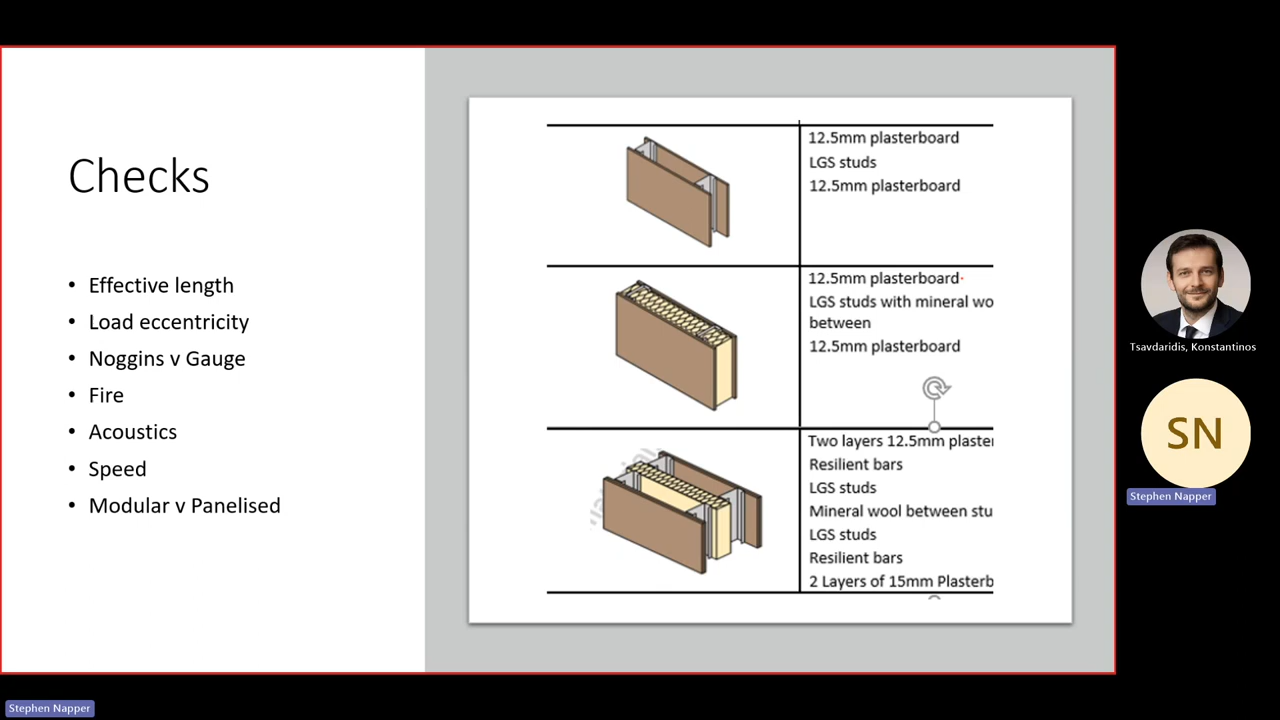 Checks
• Effective length
• Load eccentricity
• Noggins v Gauge
• Fire
• Acoustics
• Speed
• Modular v Panelised
12.5mm plasterboard
LGS studs
12.5mm plasterboard
12.5mm plasterboard
LGS studs with mineral wo
between
12.5mm plasterboard
Two layers 12.5mm plaster
Resilient bars
LGS studs
Mineral wool between stu
LGS studs
Resilient bars
2 Layers of 15mm Plasterb
Tsavdaridis, Konstantinos
SN
Stephen Napper
Stephen Napper